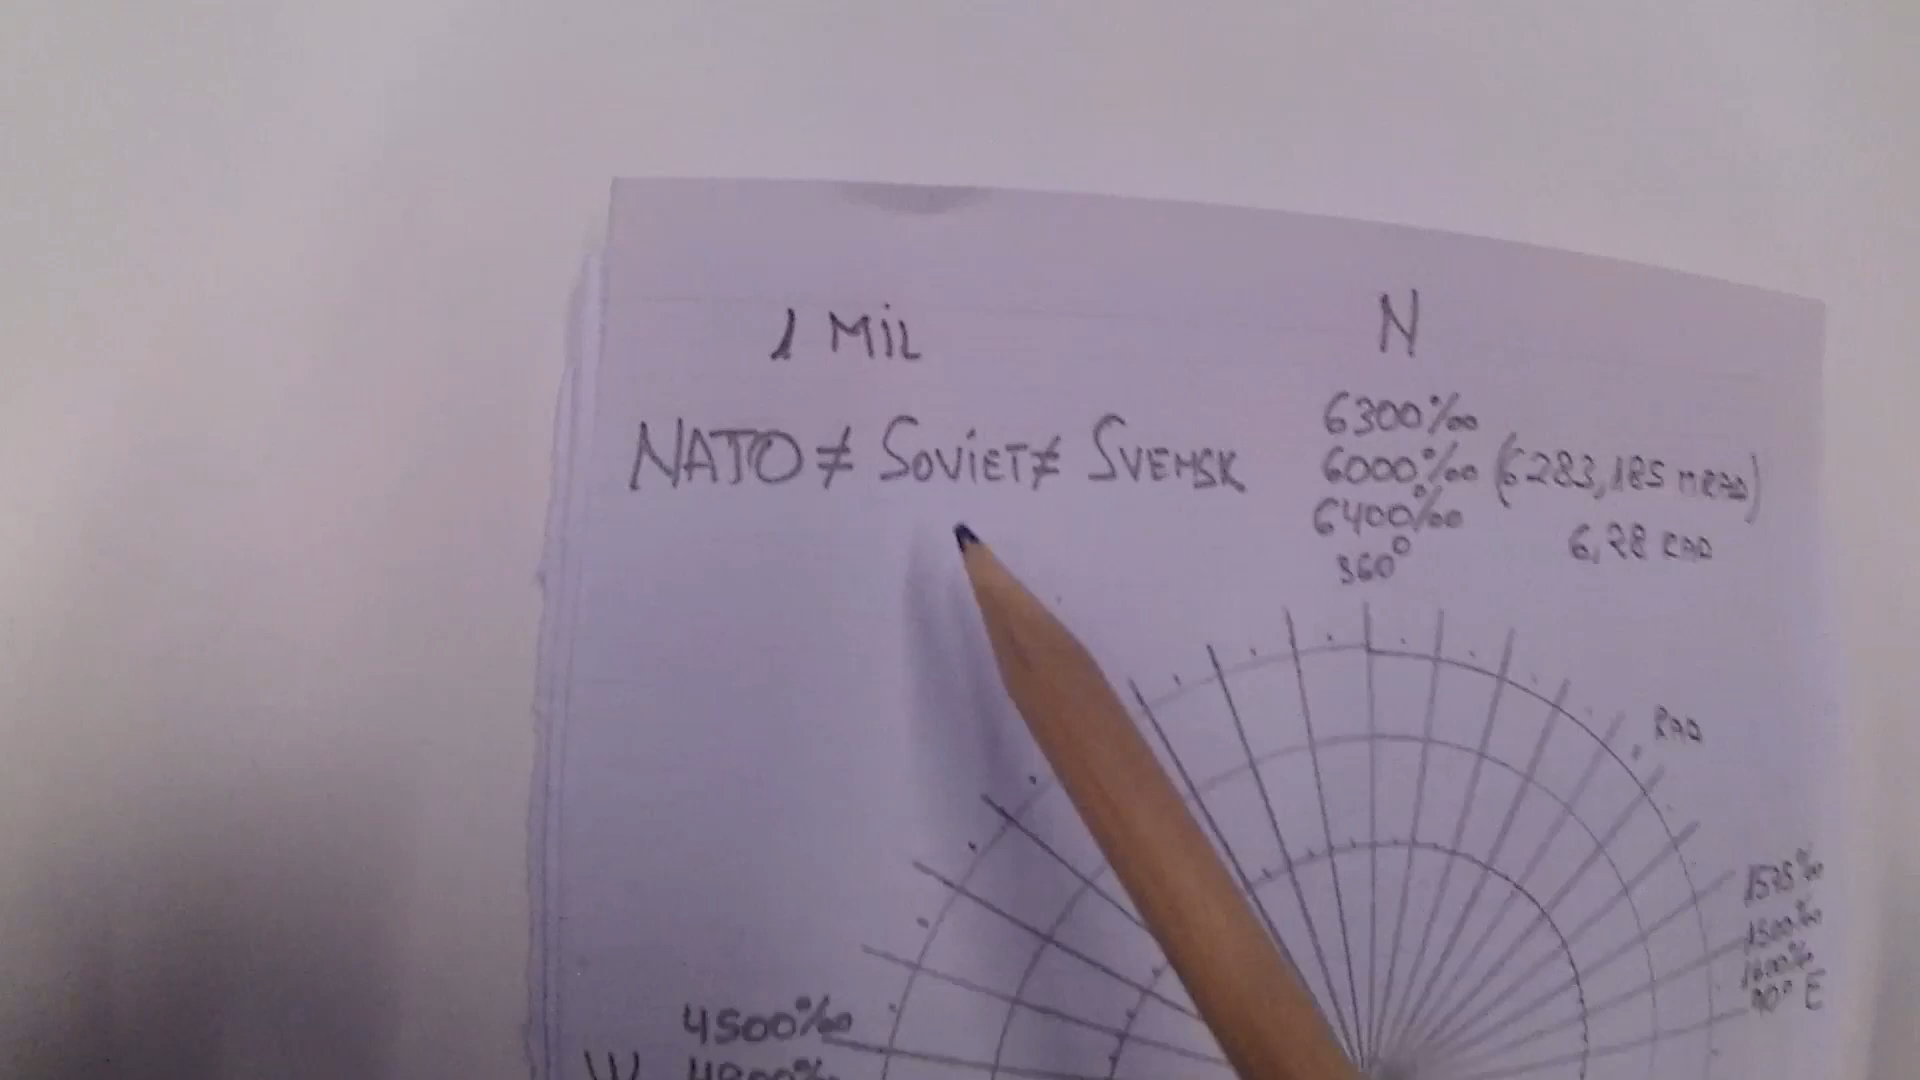 1 MiL
NATO ≠ SOViET ≠ SVENSK
N
6300‰
6000‰ (6283,185 MRAD)
6400‰
6,28 RAD
360°
RAD
1575‰
1500‰
1600‰
90° E
4500‰
W 4800‰